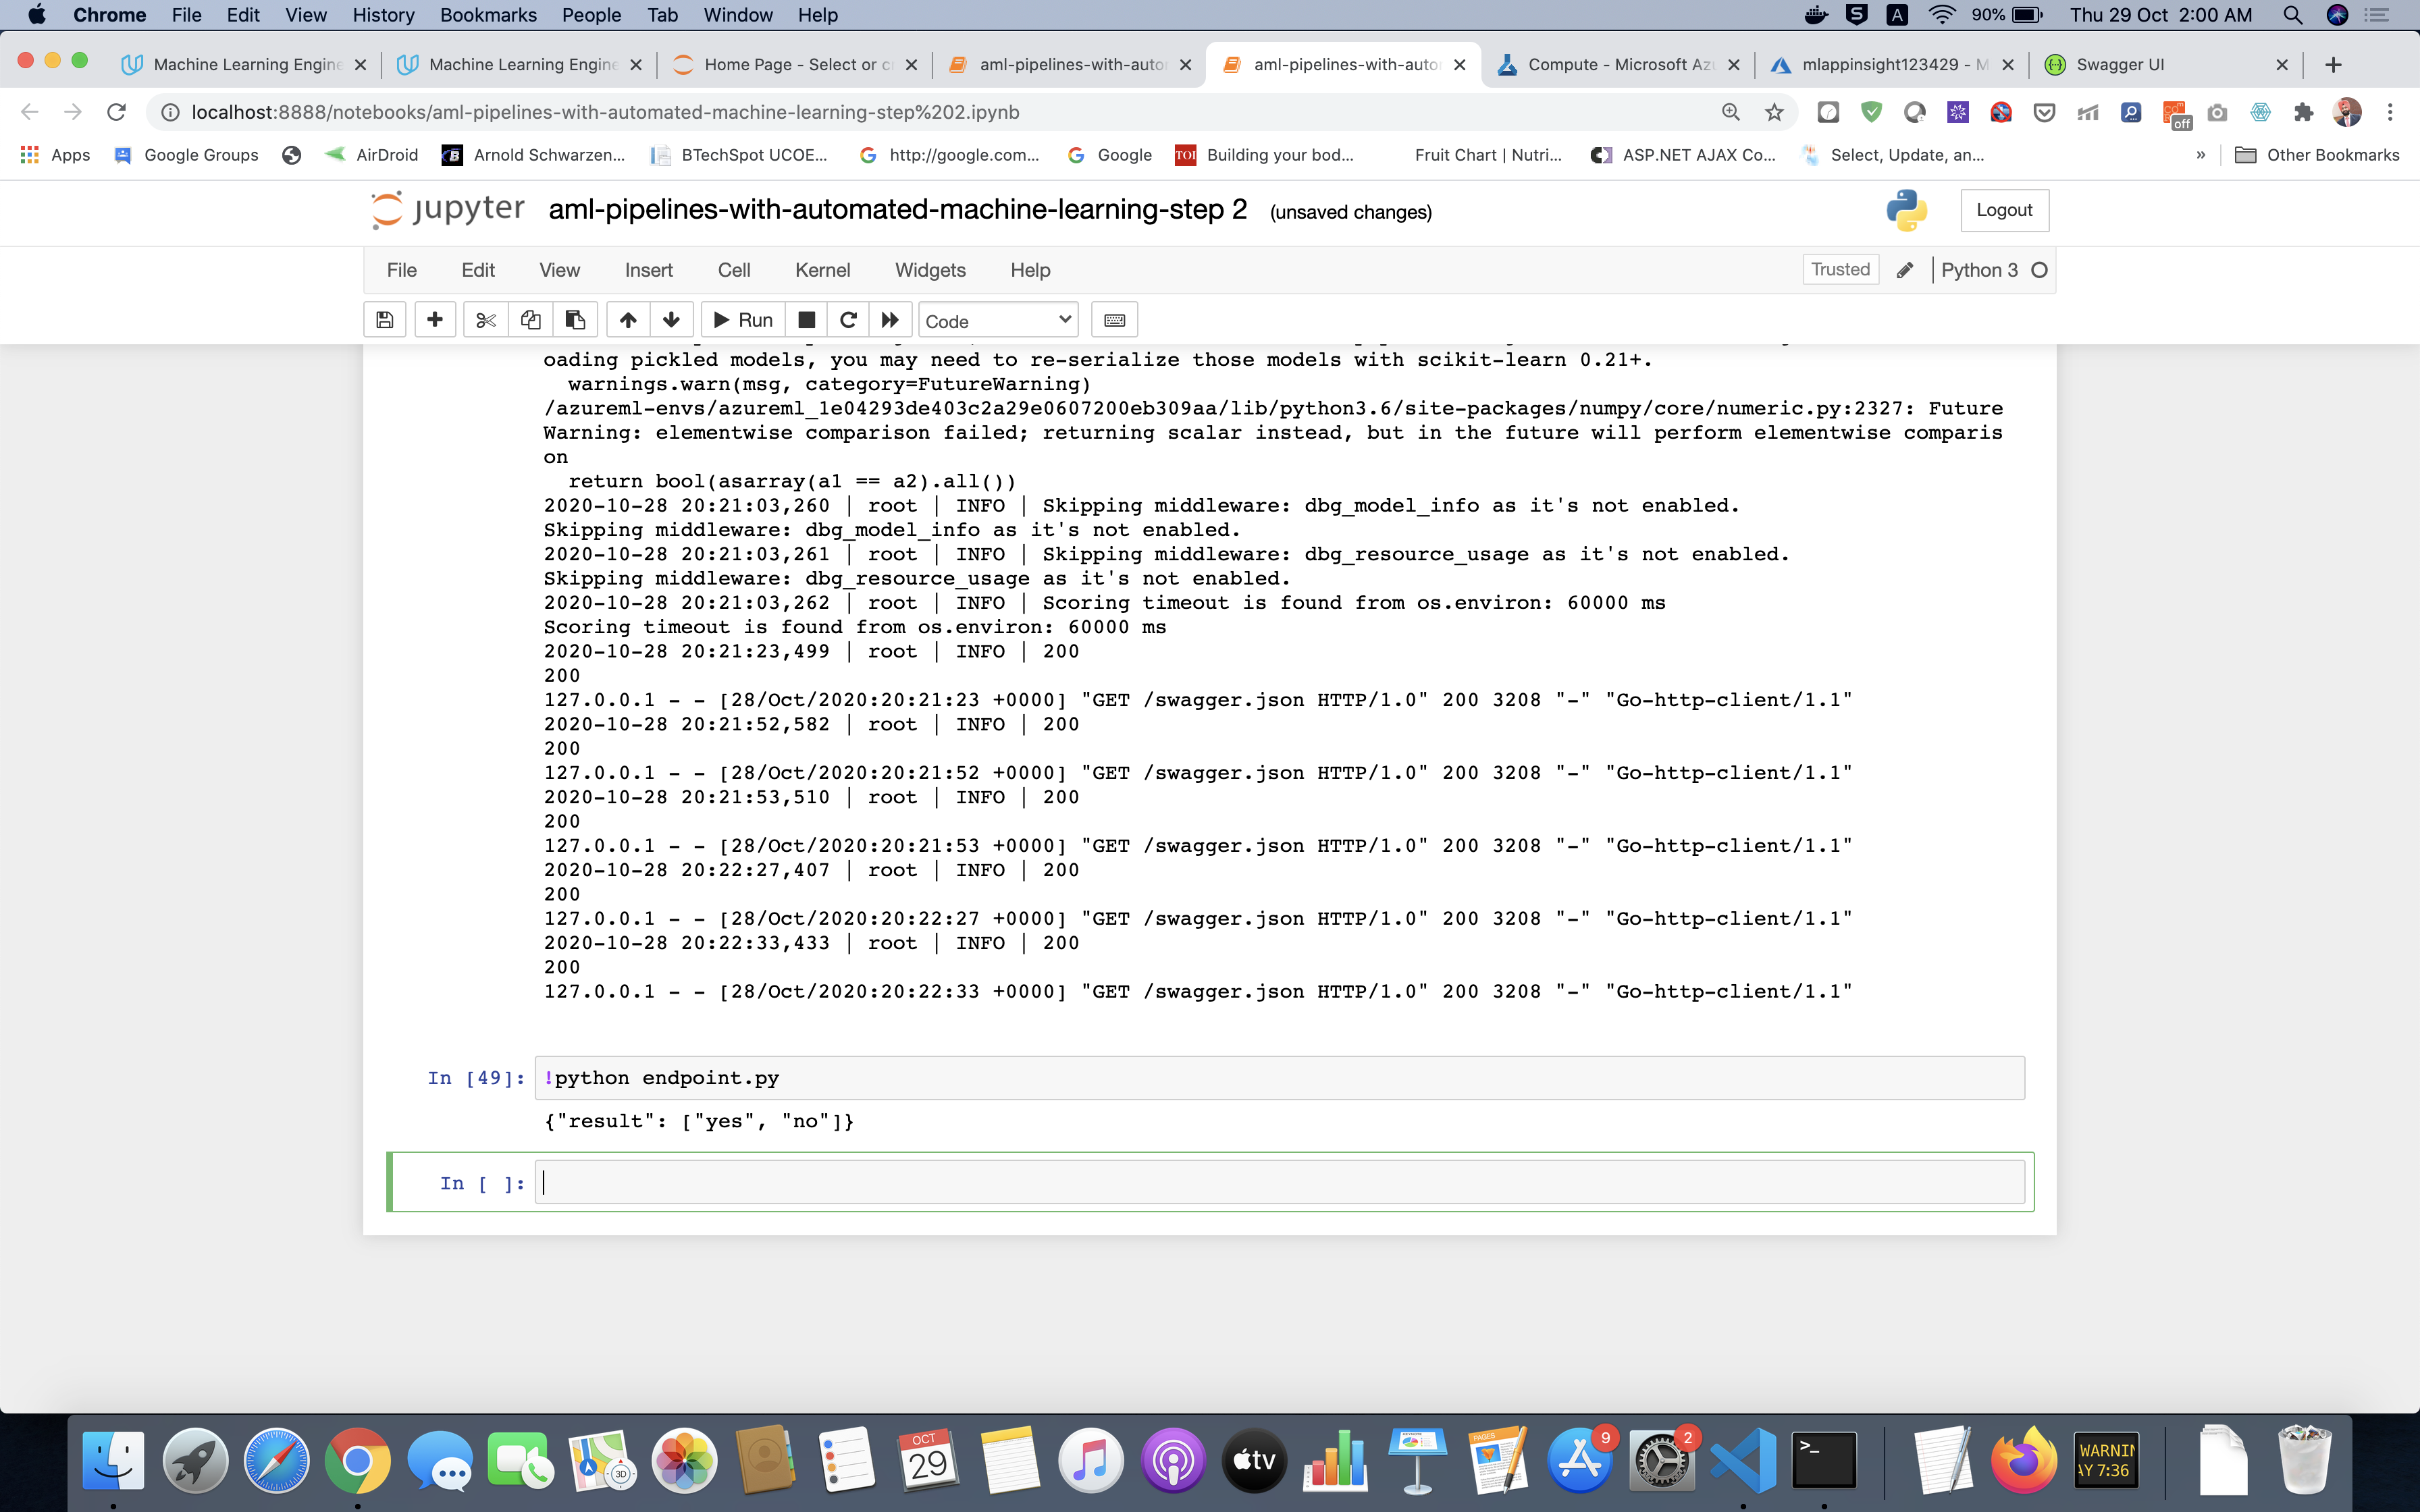 Chrome File Edit View History Bookmarks People Tab Window Help 90% Thu 29 Oct 2:00 AM
Machine Learning Engine Machine Learning Engine Home Page - Select or c aml-pipelines-with-auto aml-pipelines-with-auto Compute - Microsoft Az mlappinsight123429 - M Swagger UI
localhost:8888/notebooks/aml-pipelines-with-automated-machine-learning-step%202.ipynb off
Apps Google Groups AirDroid Arnold Schwarzen... BTechSpot UCOE... http://google.com... Google TOI Building your bod... Fruit Chart | Nutri... ASP.NET AJAX Co... Select, Update, an... » Other Bookmarks
jupyter aml-pipelines-with-automated-machine-learning-step 2 (unsaved changes) Logout
File Edit View Insert Cell Kernel Widgets Help Trusted Python 3
Run Code
oading pickled models, you may need to re-serialize those models with scikit-learn 0.21+.
warnings.warn(msg, category=FutureWarning)
/azureml-envs/azureml_1e04293de403c2a29e0607200eb309aa/lib/python3.6/site-packages/numpy/core/numeric.py:2327: Future
Warning: elementwise comparison failed; returning scalar instead, but in the future will perform elementwise comparis
on
return bool(asarray(a1 == a2).all())
2020-10-28 20:21:03,260 | root | INFO | Skipping middleware: dbg_model_info as it's not enabled.
Skipping middleware: dbg_model_info as it's not enabled.
2020-10-28 20:21:03,261 | root | INFO | Skipping middleware: dbg_resource_usage as it's not enabled.
Skipping middleware: dbg_resource_usage as it's not enabled.
2020-10-28 20:21:03,262 | root | INFO | Scoring timeout is found from os.environ: 60000 ms
Scoring timeout is found from os.environ: 60000 ms
2020-10-28 20:21:23,499 | root | INFO | 200
200
127.0.0.1 - - [28/Oct/2020:20:21:23 +0000] "GET /swagger.json HTTP/1.0" 200 3208 "-" "Go-http-client/1.1"
2020-10-28 20:21:52,582 | root | INFO | 200
200
127.0.0.1 - - [28/Oct/2020:20:21:52 +0000] "GET /swagger.json HTTP/1.0" 200 3208 "-" "Go-http-client/1.1"
2020-10-28 20:21:53,510 | root | INFO | 200
200
127.0.0.1 - - [28/Oct/2020:20:21:53 +0000] "GET /swagger.json HTTP/1.0" 200 3208 "-" "Go-http-client/1.1"
2020-10-28 20:22:27,407 | root | INFO | 200
200
127.0.0.1 - - [28/Oct/2020:20:22:27 +0000] "GET /swagger.json HTTP/1.0" 200 3208 "-" "Go-http-client/1.1"
2020-10-28 20:22:33,433 | root | INFO | 200
200
127.0.0.1 - - [28/Oct/2020:20:22:33 +0000] "GET /swagger.json HTTP/1.0" 200 3208 "-" "Go-http-client/1.1"
In [49]: !python endpoint.py
{"result": ["yes", "no"]}
In [ ]:
OCT
29
3D
tv
PAGES
9
2
>_
WARNIN
AY 7:36